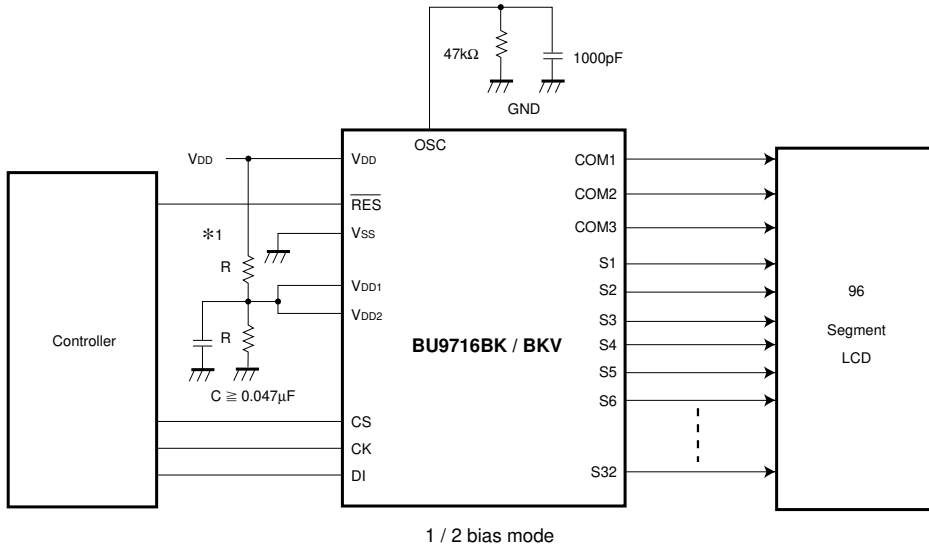 47kΩ
1000pF
GND
OSC
VDD
VDD
COM1
COM2
RES
COM3
*1
VSS
S1
R
VDD1
S2
96
VDD2
S3
Segment
Controller
R
BU9716BK / BKV
S4
LCD
S5
C ≧ 0.047μF
S6
CS
CK
DI
S32
1 / 2 bias mode